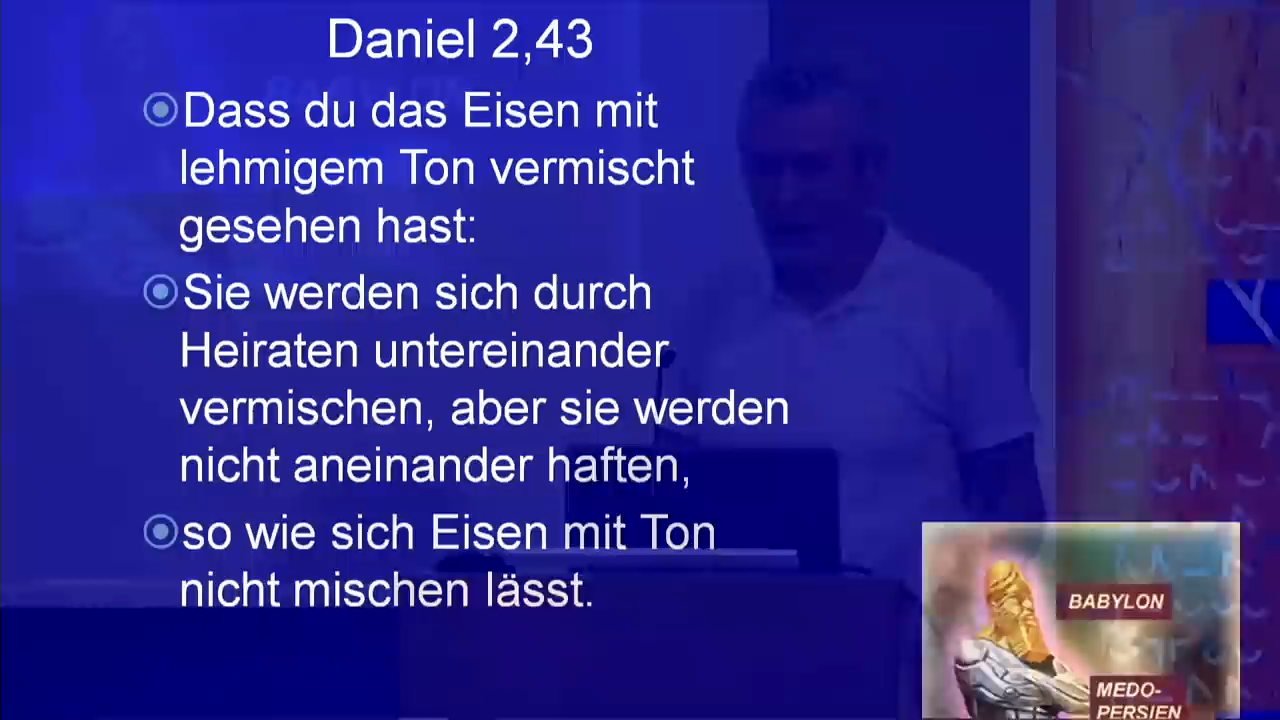 Daniel 2,43
Dass du das Eisen mit
lehmigem Ton vermischt
gesehen hast:
Sie werden sich durch
Heiraten untereinander
vermischen, aber sie werden
nicht aneinander haften,
so wie sich Eisen mit Ton
nicht mischen lässt.
BABYLON
MEDO-
PERSIEN